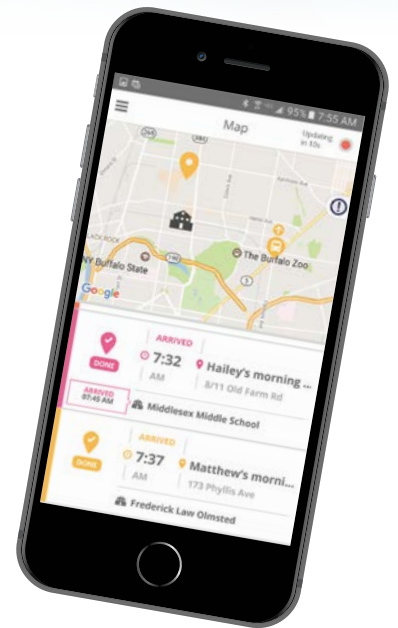 95% 7:55 AM
Map
Updating
in 10s
The Buffalo Zoo
NY Buffalo State
Google
ARRIVED
7:32
AM
Hailey's morning ...
8/11 Old Farm Rd
DONE
ARRIVED
07:45 AM
Middlesex Middle School
ARRIVED
7:37
AM
Matthew's morni...
173 Phyllis Ave
DONE
Frederick Law Olmsted